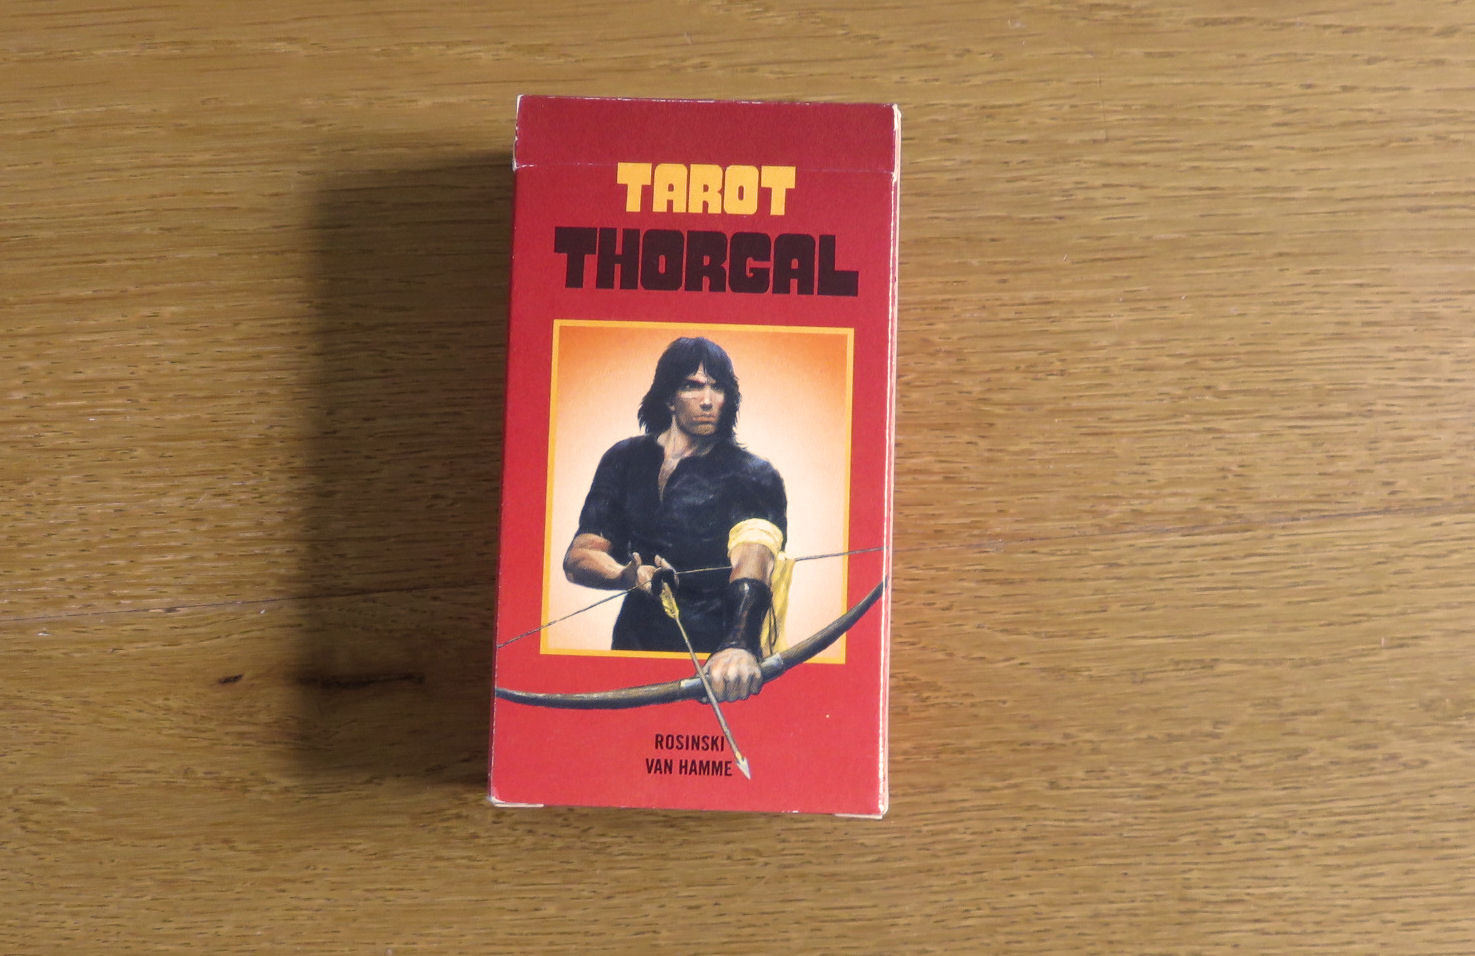 TAROT
THORGAL
ROSINSKI
VAN HAMME